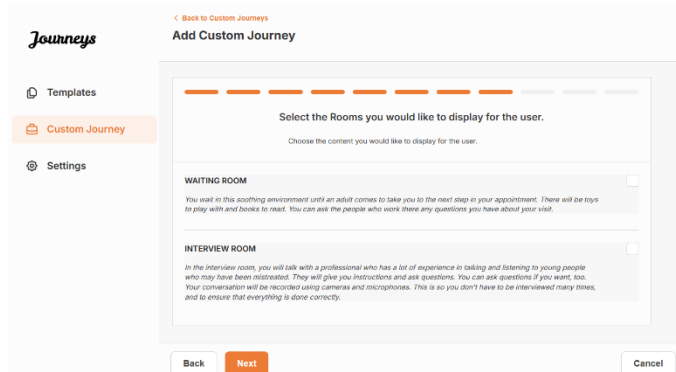 < Back to Custom Journeys
Journeys
Add Custom Journey
Templates
Custom Journey
Settings
Select the Rooms you would like to display for the user.
Choose the content you would like to display for the user.
WAITING ROOM
You wait in this soothing environment until an adult comes to take you to the next step in your appointment. There will be toys
to play with and books to read. You can ask the people who work there any questions you have about your visit.
INTERVIEW ROOM
In the interview room, you will talk with a professional who has a lot of experience in talking and listening to young people
who may have been mistreated. They will give you instructions and ask questions. You can ask questions if you want, too.
Your conversation will be recorded using cameras and microphones. This is so you don't have to be interviewed many times,
and to ensure that everything is done correctly.
Back
Next
Cancel